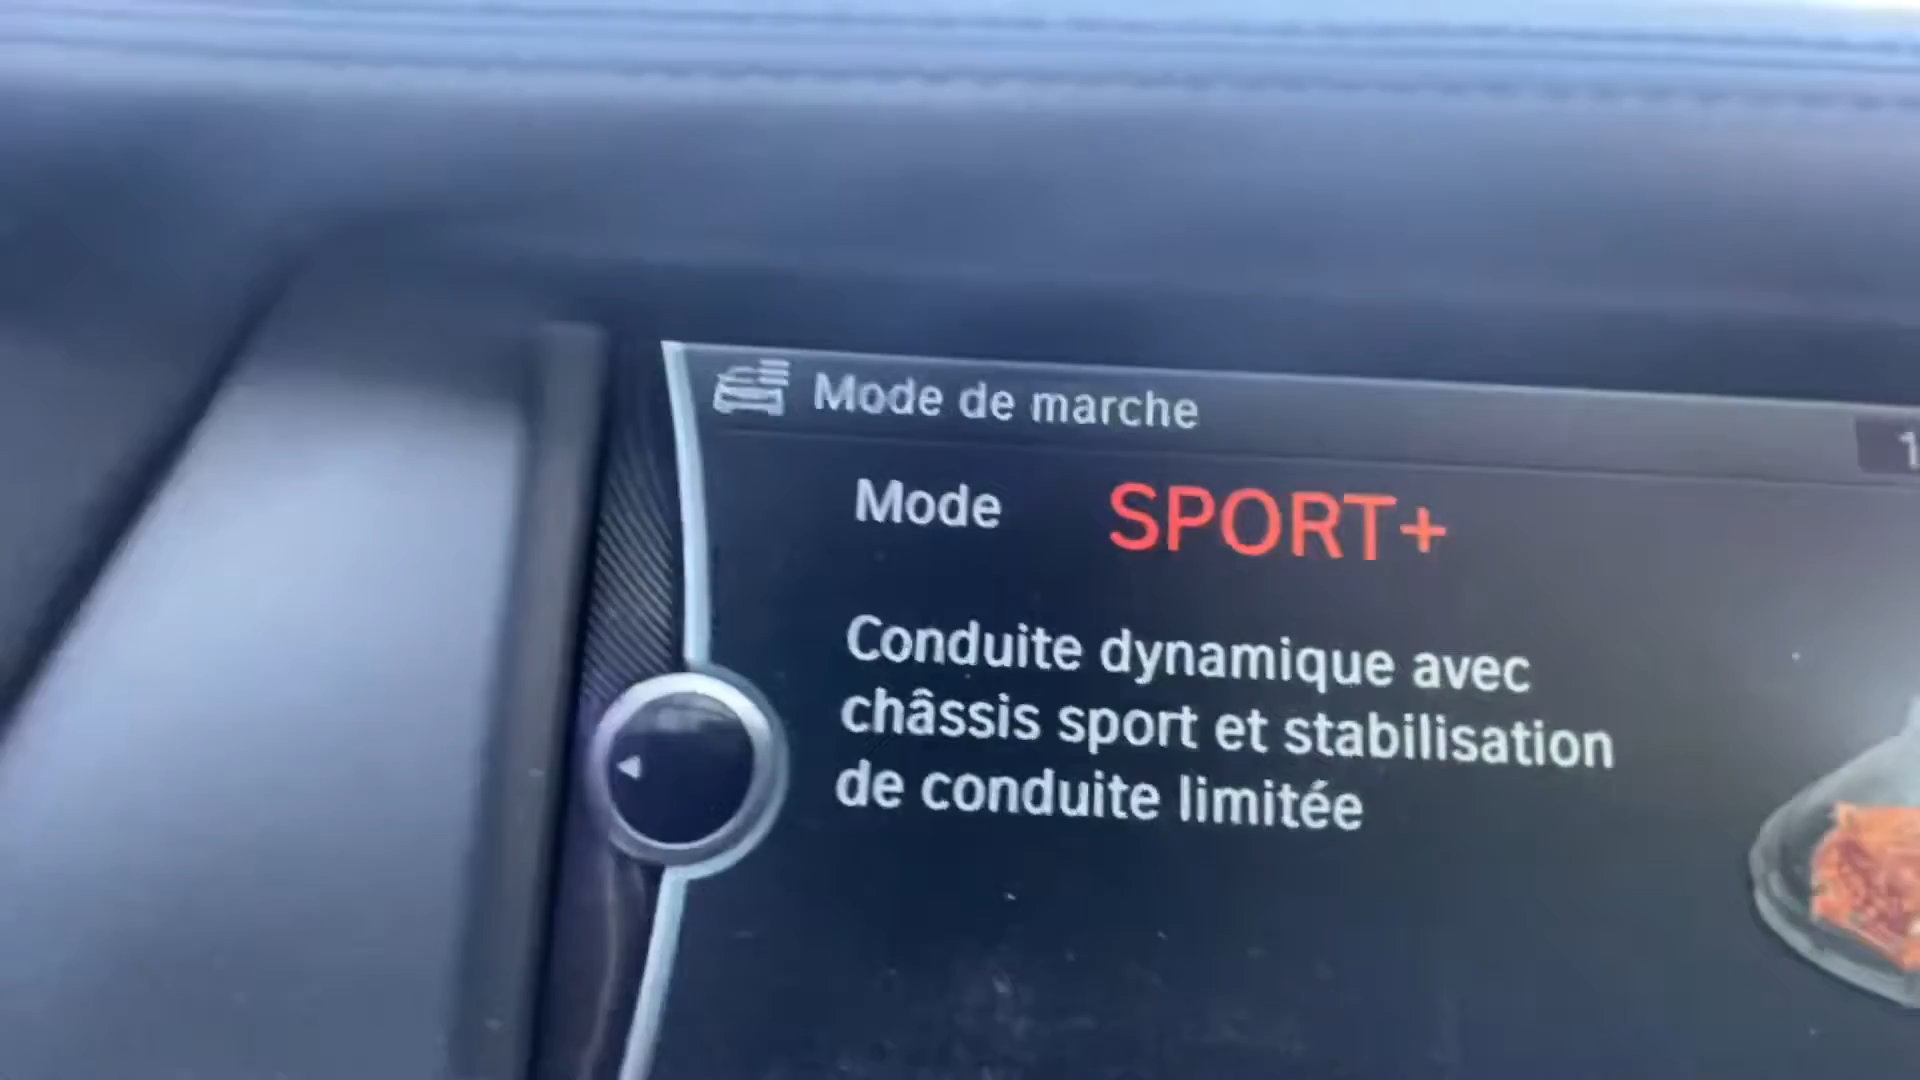 Mode de marche
Mode SPORT+
Conduite dynamique avec
châssis sport et stabilisation
de conduite limitée